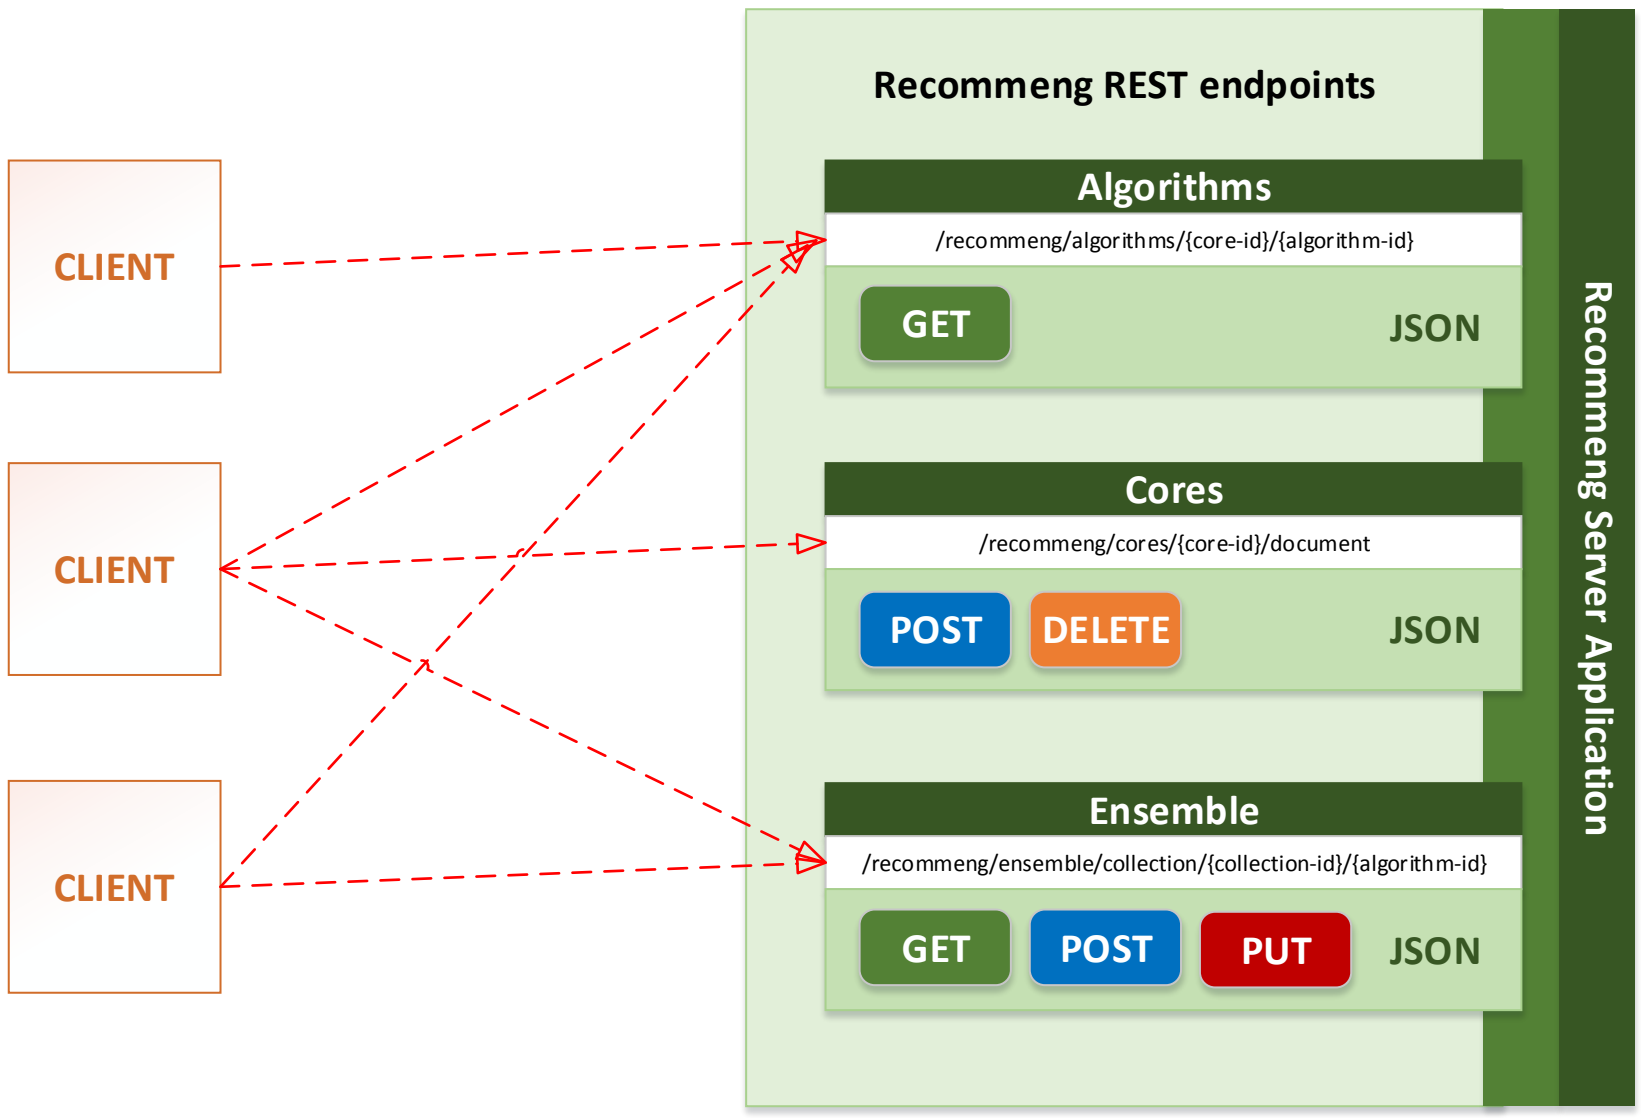 Recommeng REST endpoints
CLIENT
Algorithms
/recommeng/algorithms/{core-id}/{algorithm-id}
GET
JSON
CLIENT
Cores
/recommeng/cores/{core-id}/document
POST
DELETE
JSON
CLIENT
Ensemble
/recommeng/ensemble/collection/{collection-id}/{algorithm-id}
GET
POST
PUT
JSON
Recommeng Server Application